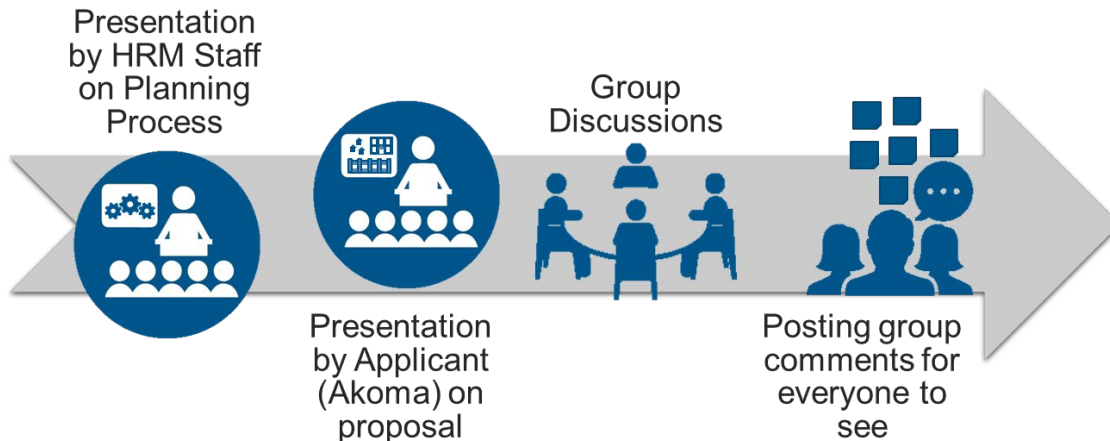 Presentation
by HRM Staff
on Planning
Process
Presentation
by Applicant
(Akoma) on
proposal
Group
Discussions
Posting group
comments for
everyone to
see